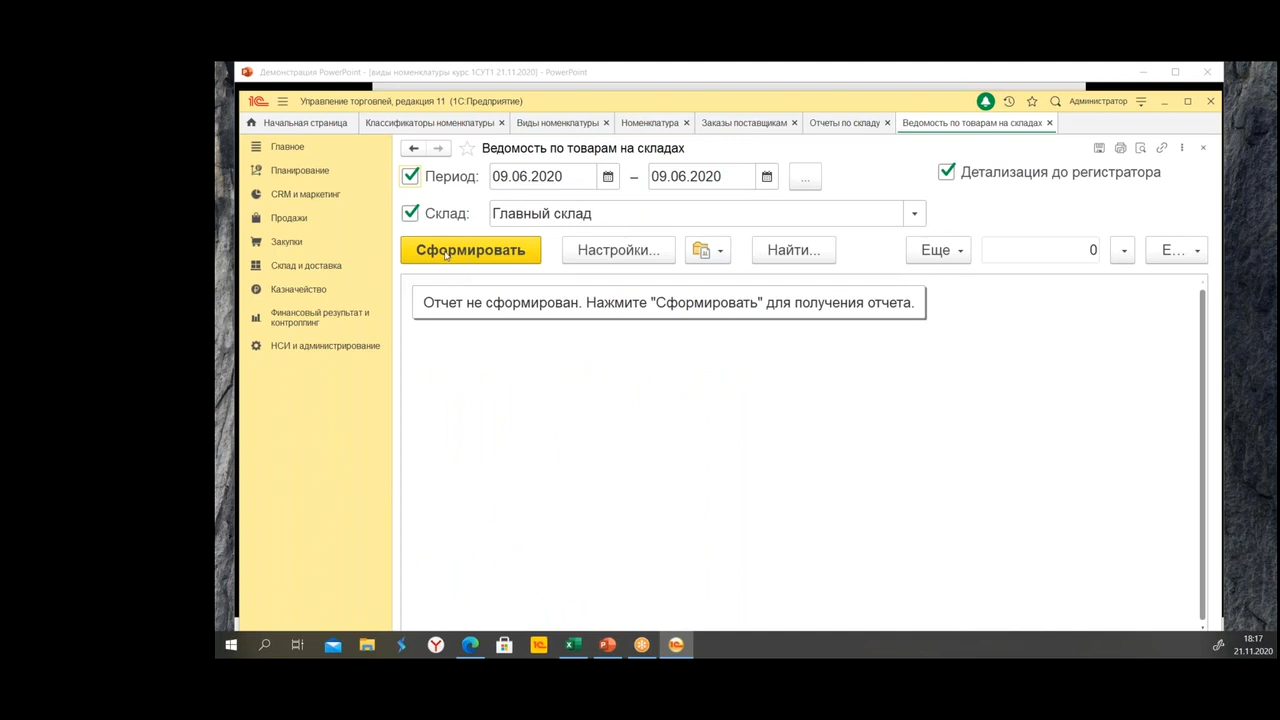 Демонстрация PowerPoint - [виды номенклатуры курс 1СУТ1 21.11.2020] - PowerPoint
1С Управление торговлей, редакция 11 (1С:Предприятие) Администратор
Начальная страница Классификаторы номенклатуры Виды номенклатуры Номенклатура Заказы поставщикам Отчеты по складу Ведомость по товарам на складах
Главное
Планирование
CRM и маркетинг
Продажи
Закупки
Склад и доставка
Казначейство
Финансовый результат и
контроллинг
НСИ и администрирование
Ведомость по товарам на складах
Период: 09.06.2020 – 09.06.2020 ... Детализация до регистратора
Склад: Главный склад
Сформировать Настройки... Найти... Еще 0 Е...
Отчет не сформирован. Нажмите "Сформировать" для получения отчета.
18:17
21.11.2020